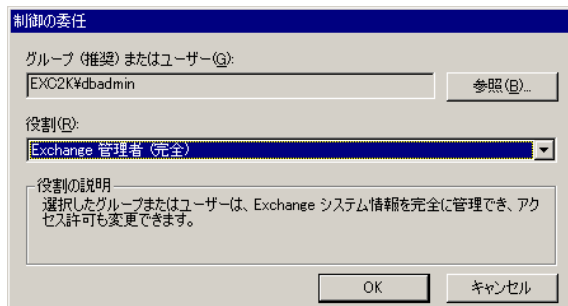 制御の委任
グループ (推奨) またはユーザー(G):
EXC2K¥dbadmin
参照(B)...
役割(R):
Exchange 管理者 (完全)
役割の説明
選択したグループまたはユーザーは、Exchange システム情報を完全に管理でき、アク
セス許可も変更できます。
OK
キャンセル